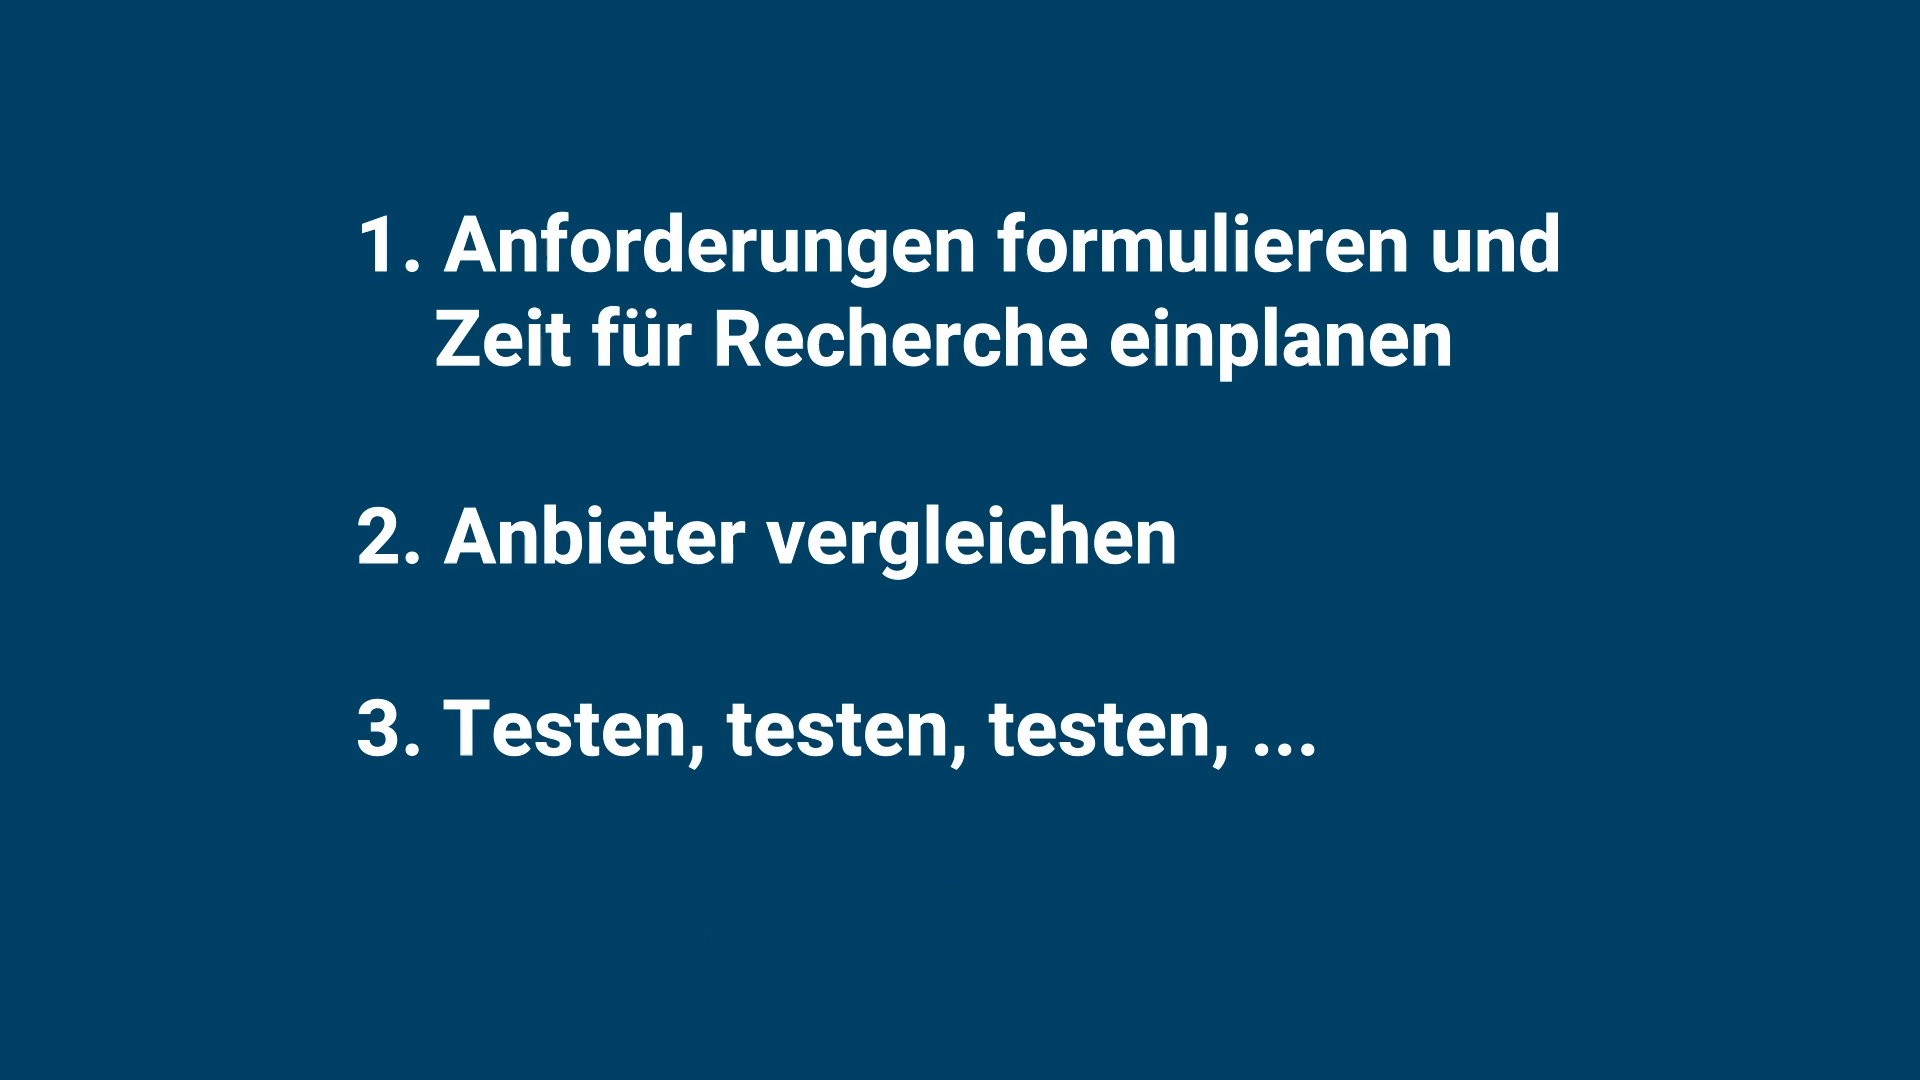 1. Anforderungen formulieren und
Zeit für Recherche einplanen
2. Anbieter vergleichen
3. Testen, testen, testen, ...